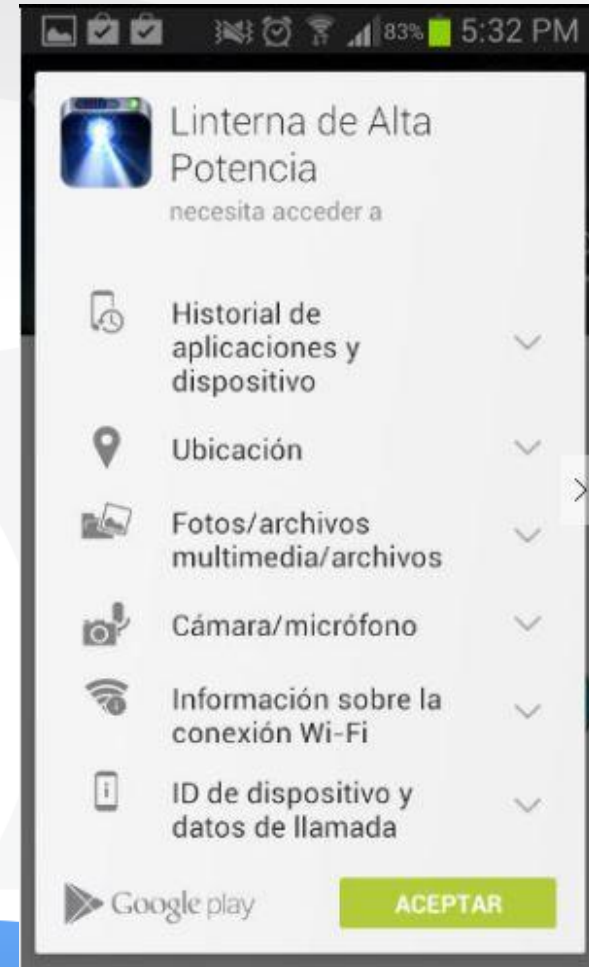 83% 5:32 PM
Linterna de Alta
Potencia
necesita acceder a
Historial de
aplicaciones y
dispositivo
Ubicación
Fotos/archivos
multimedia/archivos
Cámara/micrófono
Información sobre la
conexión Wi-Fi
ID de dispositivo y
datos de llamada
Google play
ACEPTAR